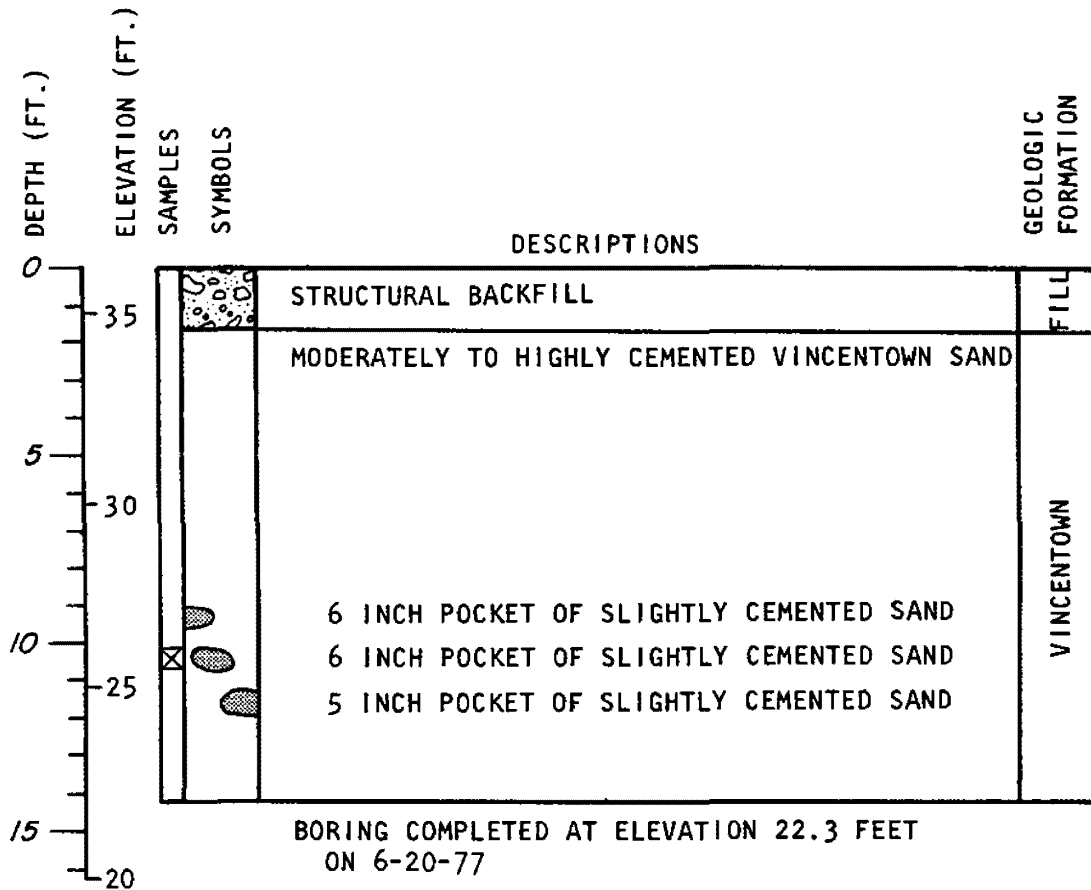 DEPTH (FT.)
ELEVATION (FT.)
SAMPLES
SYMBOLS
DESCRIPTIONS
GEOLOGIC
FORMATION
0
35
STRUCTURAL BACKFILL
FILL
MODERATELY TO HIGHLY CEMENTED VINCENTOWN SAND
5
30
VINCENTOWN
6 INCH POCKET OF SLIGHTLY CEMENTED SAND
10
6 INCH POCKET OF SLIGHTLY CEMENTED SAND
25
5 INCH POCKET OF SLIGHTLY CEMENTED SAND
15
BORING COMPLETED AT ELEVATION 22.3 FEET
ON 6-20-77
20